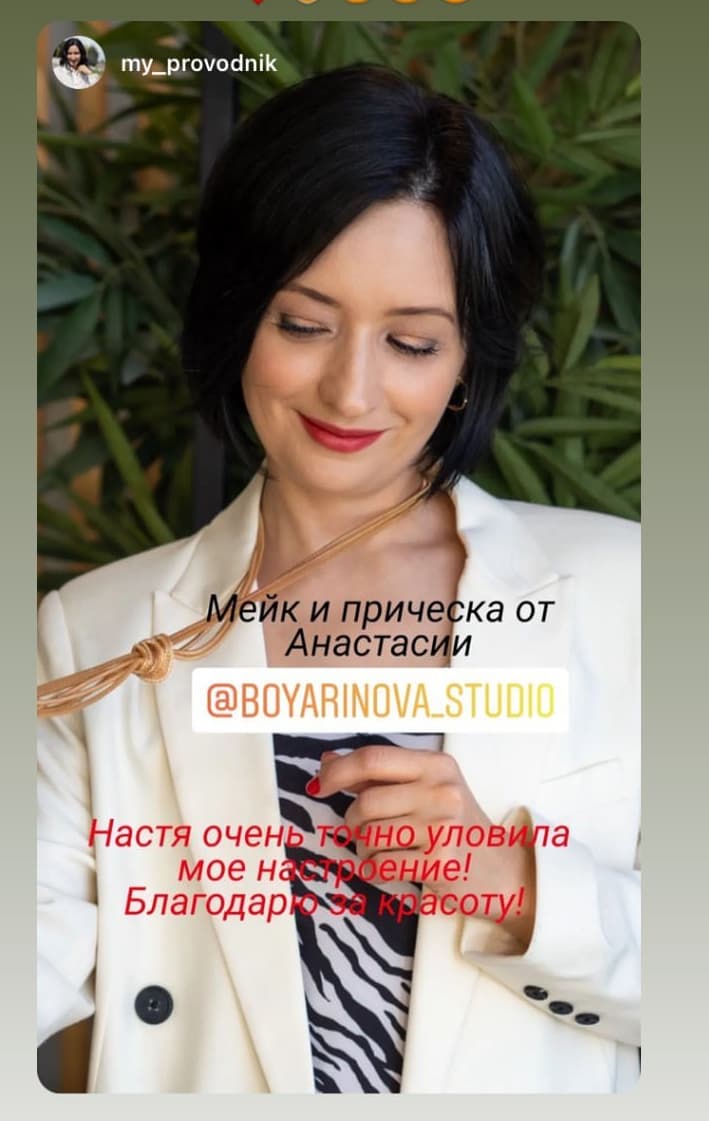 my_provodnik
Мейк и прическа от
Анастасии
@BOYARINOVA_STUDIO
Настя очень точно уловила
мое настроение!
Благодарю за красоту!